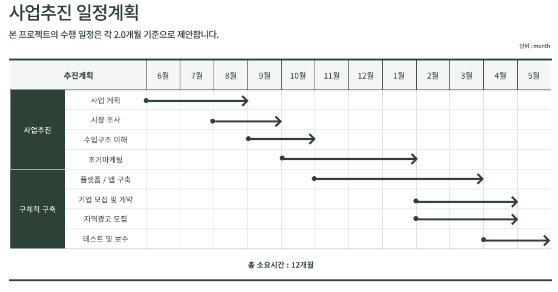 사업추진 일정계획
본 프로젝트의 수행 일정은 각 2.0개월 기준으로 제안합니다.
단위 : month
추진계획 6월 7월 8월 9월 10월 11월 12월 1월 2월 3월 4월 5월
사업추진
사업 계획
시장 조사
수입구조 이해
초기마케팅
구체적 구축
플랫폼 / 앱 구축
기업 모집 및 계약
지역광고 모집
테스트 및 보수
총 소요시간 : 12개월